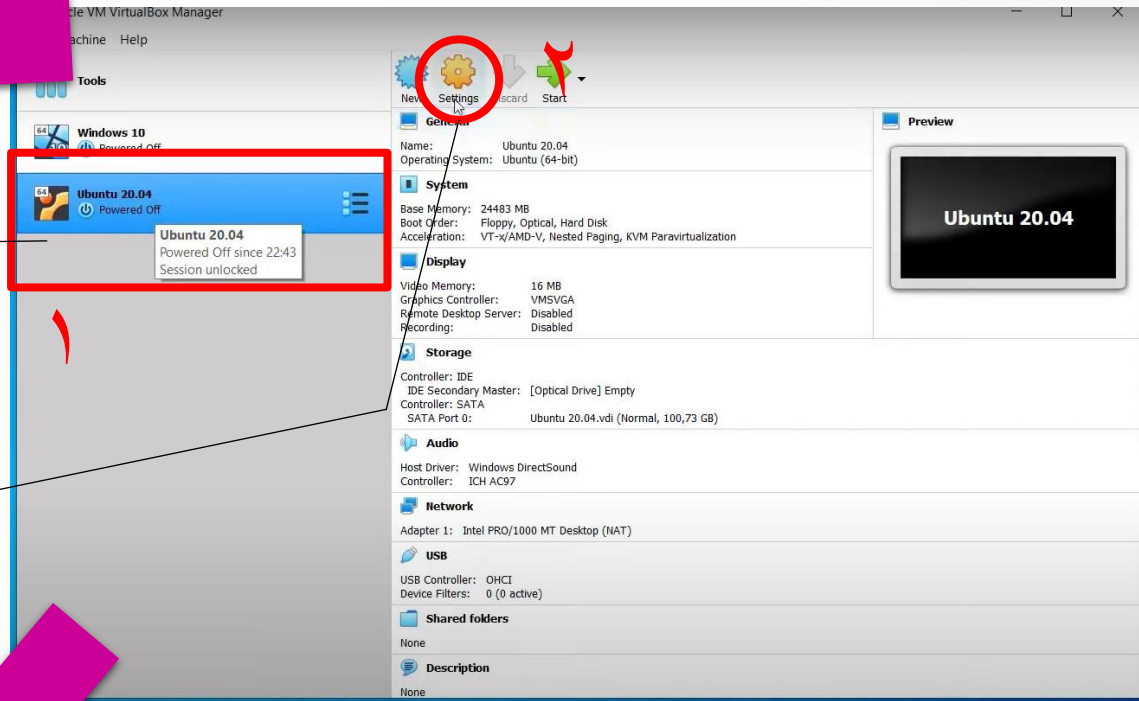 cle VM VirtualBox Manager
achine Help
Tools
New Settings iscard Start
٢
Windows 10
Powered Off
64
Ubuntu 20.04
Powered Off
Ubuntu 20.04
Powered Off since 22:43
Session unlocked
١
General
Name: Ubuntu 20.04
Operating System: Ubuntu (64-bit)
System
Base Memory: 24483 MB
Boot Order: Floppy, Optical, Hard Disk
Acceleration: VT-x/AMD-V, Nested Paging, KVM Paravirtualization
Display
Video Memory: 16 MB
Graphics Controller: VMSVGA
Remote Desktop Server: Disabled
Recording: Disabled
Storage
Controller: IDE
IDE Secondary Master: [Optical Drive] Empty
Controller: SATA
SATA Port 0: Ubuntu 20.04.vdi (Normal, 100,73 GB)
Audio
Host Driver: Windows DirectSound
Controller: ICH AC97
Network
Adapter 1: Intel PRO/1000 MT Desktop (NAT)
USB
USB Controller: OHCI
Device Filters: 0 (0 active)
Shared folders
None
Description
None
Preview
Ubuntu 20.04